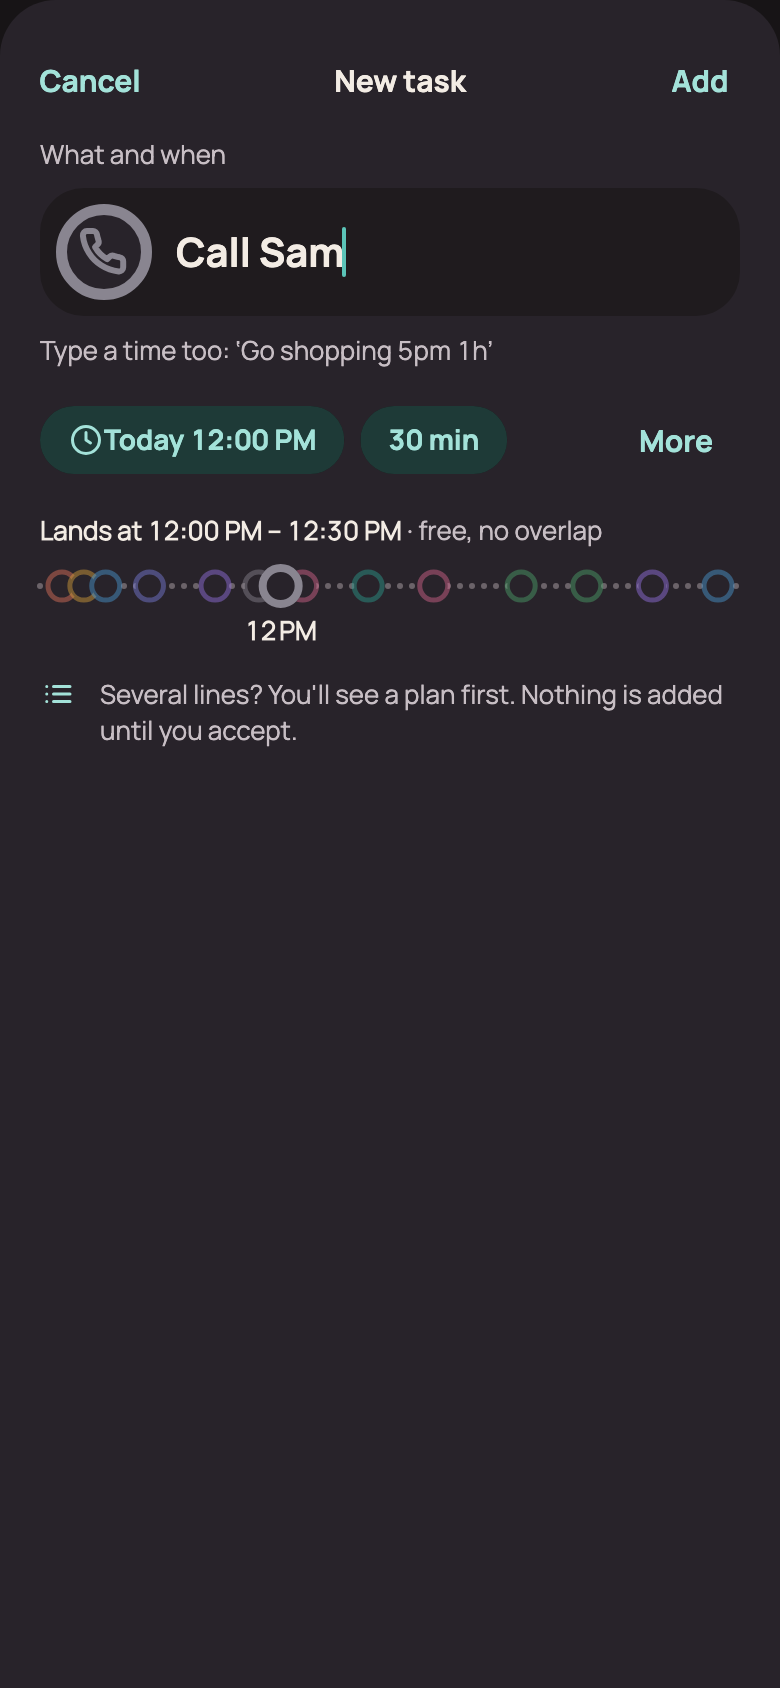 Cancel New task Add
What and when
Call Sam
Type a time too: ‘Go shopping 5pm 1h’
Today 12:00 PM 30 min More
Lands at 12:00 PM – 12:30 PM · free, no overlap
12 PM
Several lines? You'll see a plan first. Nothing is added
until you accept.